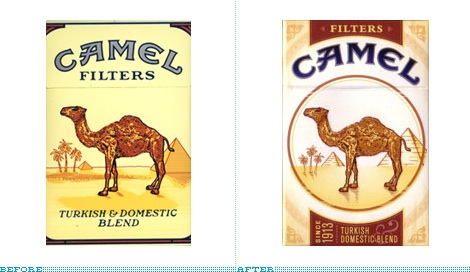 CAMEL
FILTERS
TURKISH & DOMESTIC
BLEND
BEFORE
FILTERS
CAMEL
SINCE
1913
TURKISH &
DOMESTIC BLEND
AFTER